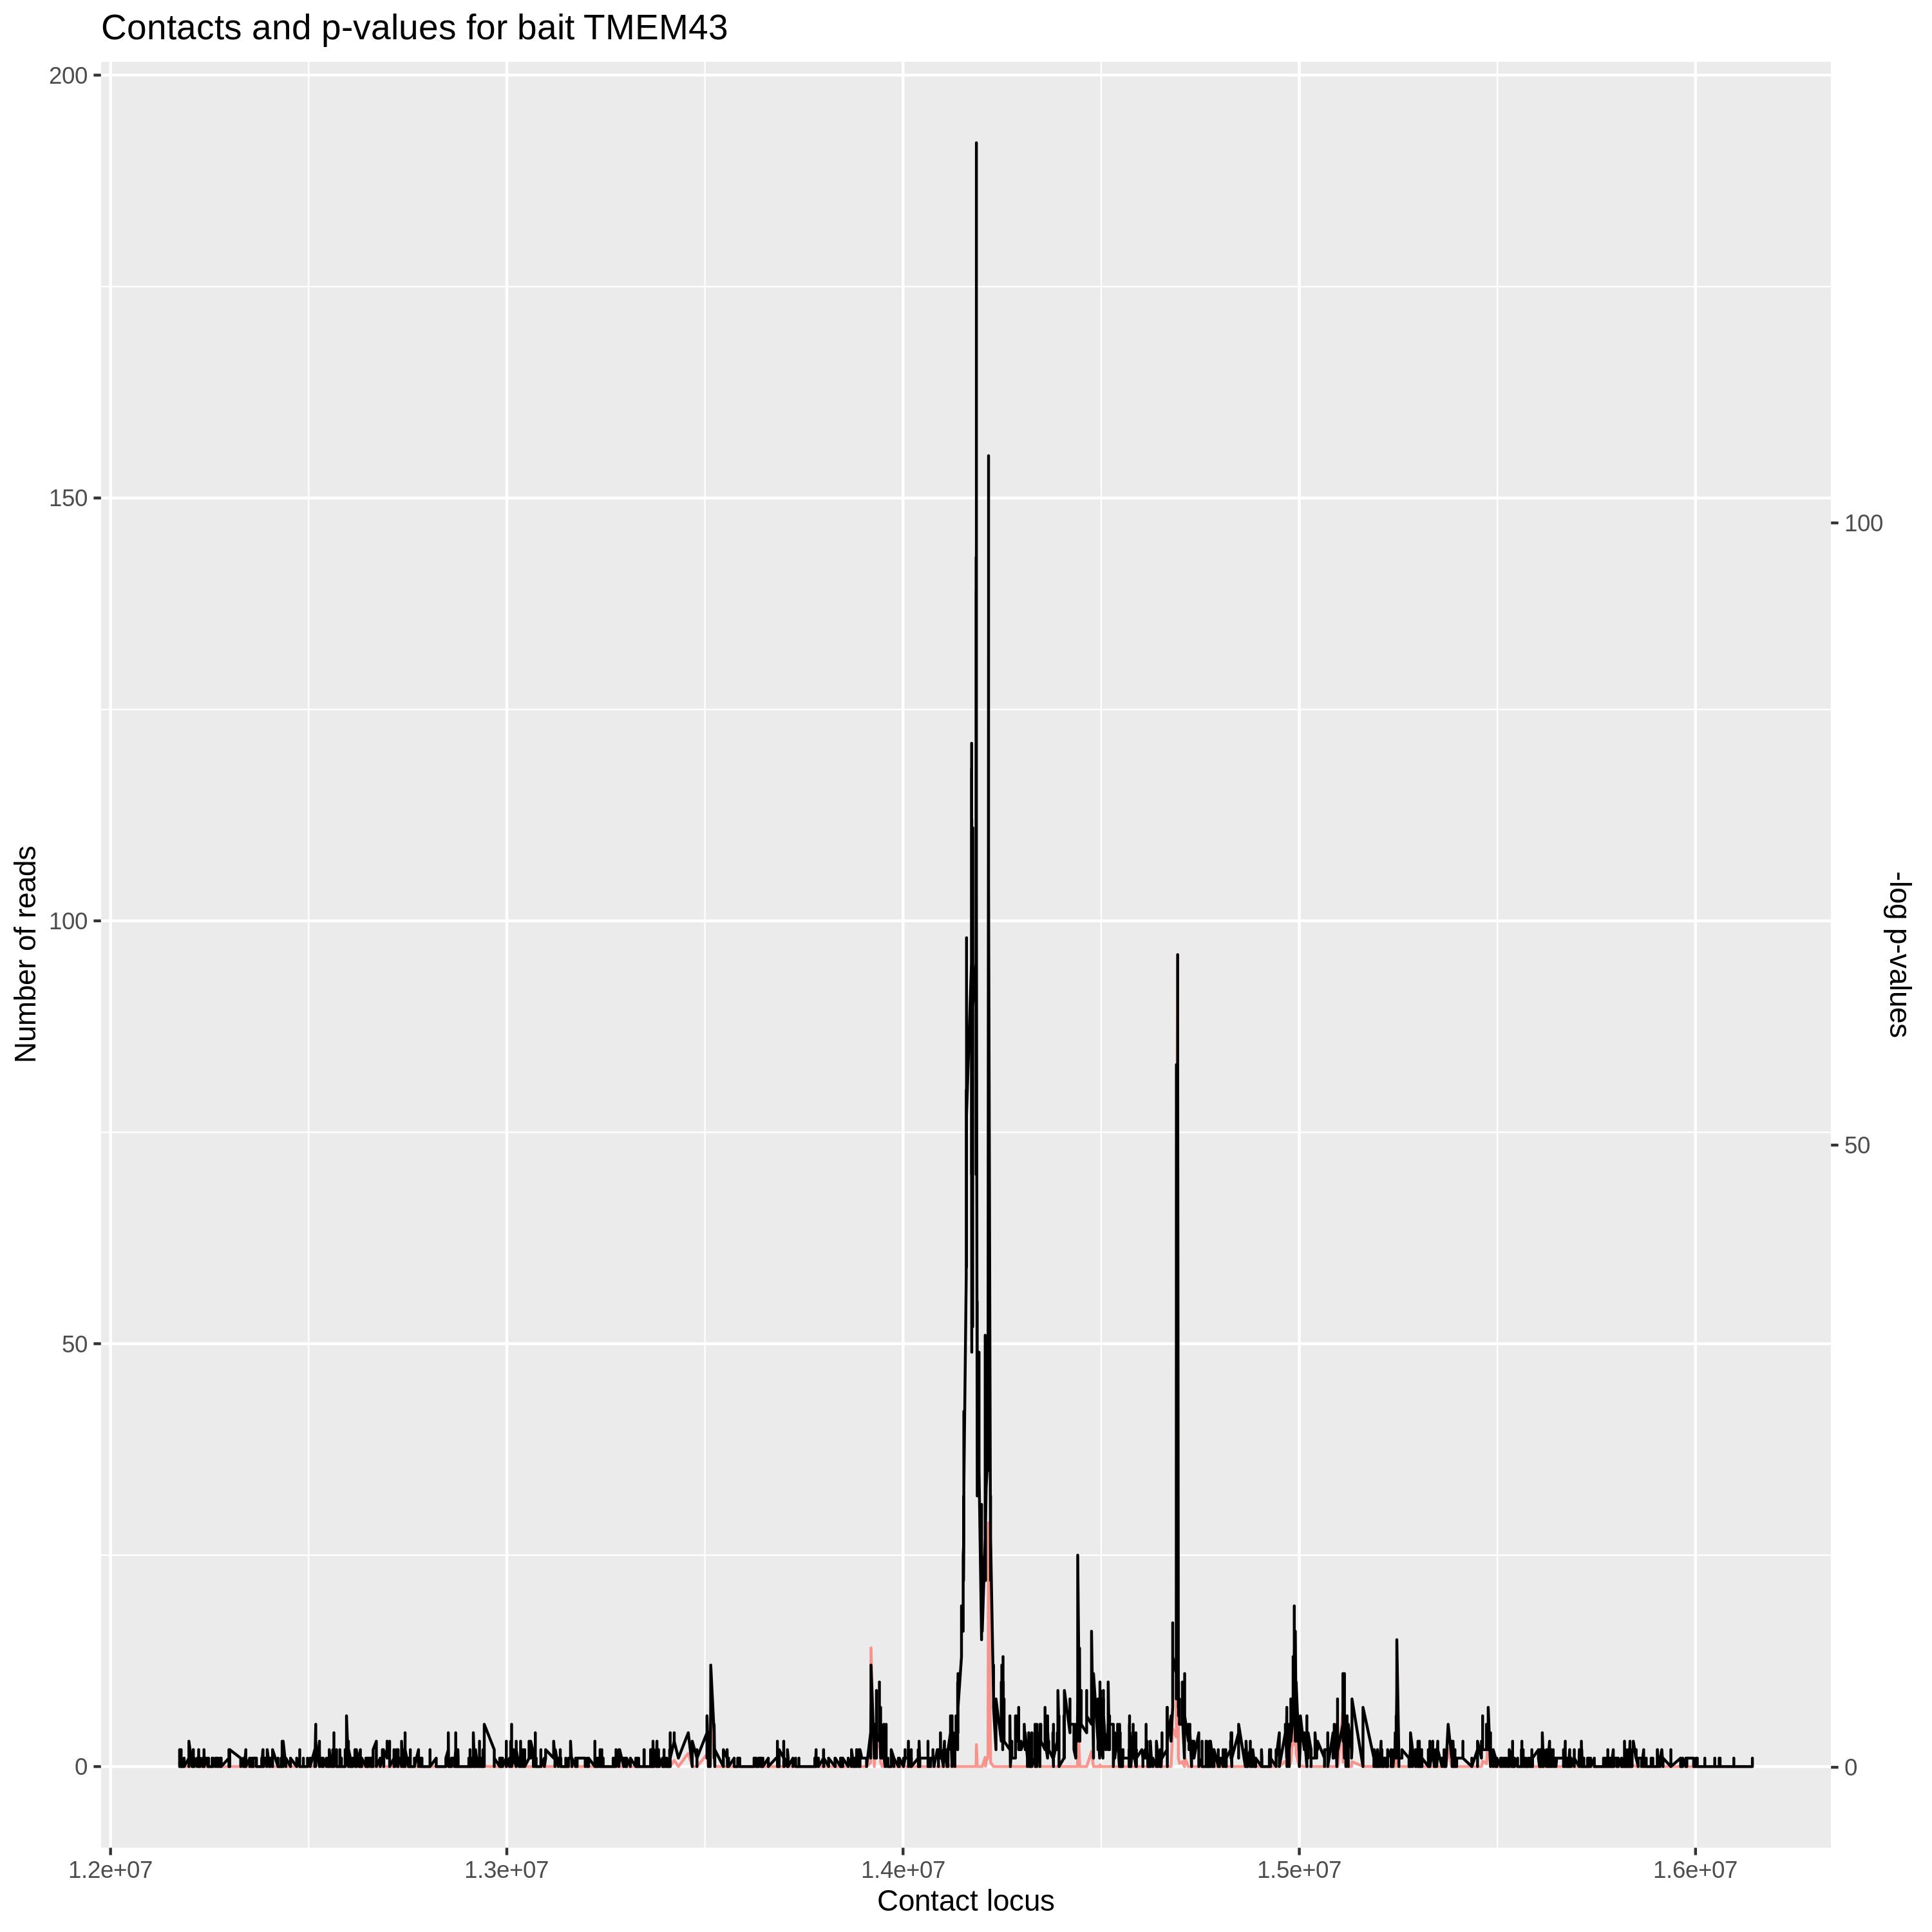 Contacts and p-values for bait TMEM43
200
150
100
50
0
Number of reads
100
50
0
-log p-values
1.2e+07
1.3e+07
1.4e+07
1.5e+07
1.6e+07
Contact locus